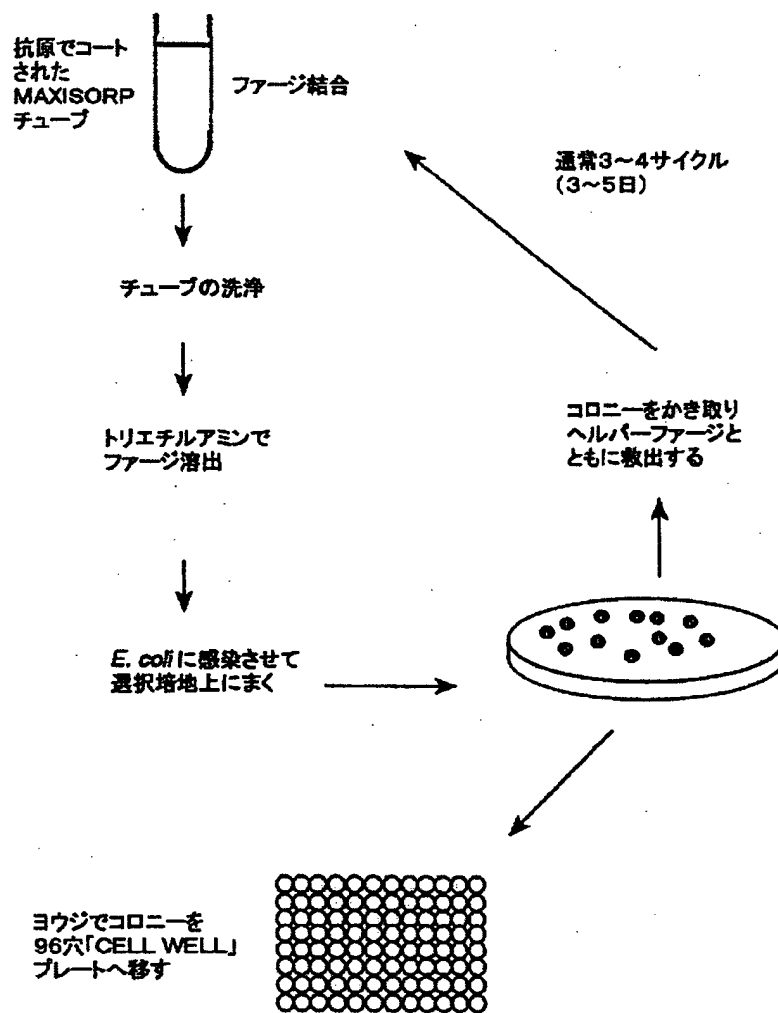 抗原でコート
された
MAXISORP
チューブ
ファージ結合
通常3～4サイクル
(3～5日)
チューブの洗浄
トリエチルアミンで
ファージ溶出
コロニーをかき取り
ヘルパーファージと
ともに救出する
E. coliに感染させて
選択培地上にまく
ヨウジでコロニーを
96穴「CELL WELL」
プレートへ移す